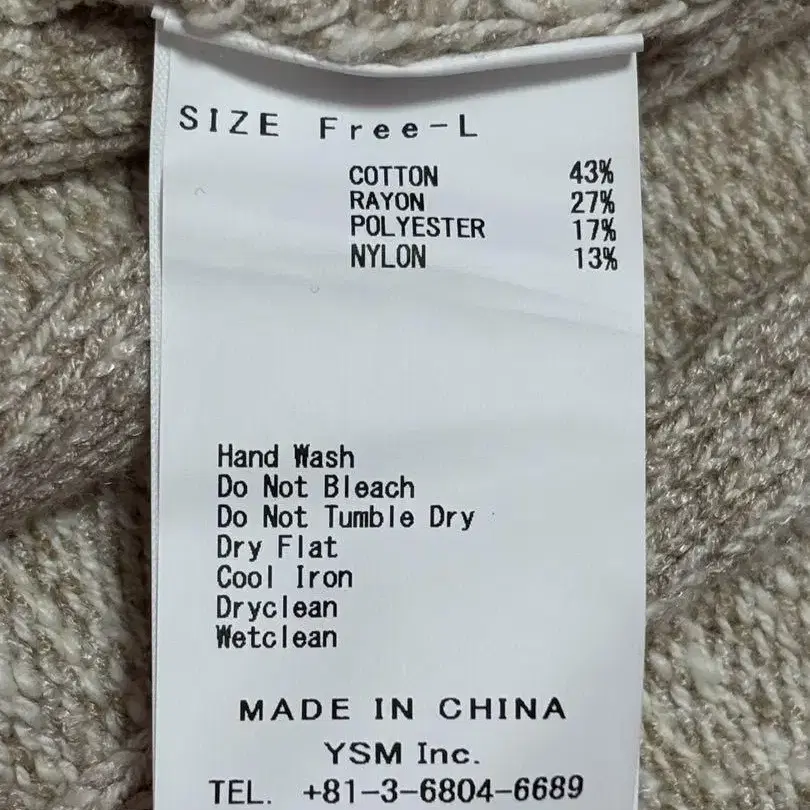 SIZE Free-L
COTTON 43%
RAYON 27%
POLYESTER 17%
NYLON 13%
Hand Wash
Do Not Bleach
Do Not Tumble Dry
Dry Flat
Cool Iron
Dryclean
Wetclean
MADE IN CHINA
YSM Inc.
TEL. +81-3-6804-6689